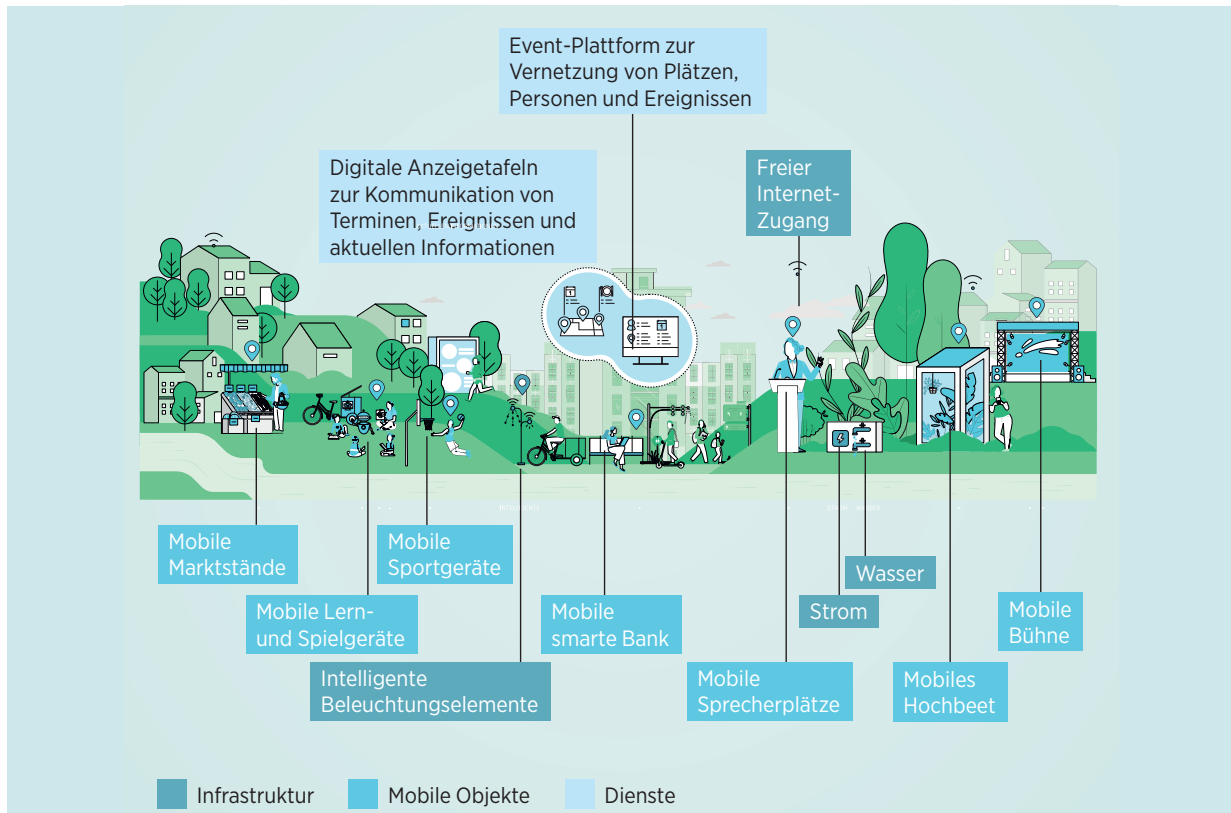 Event-Plattform zur
Vernetzung von Plätzen,
Personen und Ereignissen
Digitale Anzeigetafeln
zur Kommunikation von
Terminen, Ereignissen und
aktuellen Informationen
Freier
Internet-
Zugang
Mobile
Marktstände
Mobile
Sportgeräte
Wasser
Mobile Lern-
und Spielgeräte
Mobile
smarte Bank
Strom
Mobile
Bühne
Intelligente
Beleuchtungselemente
Mobile
Sprecherplätze
Mobiles
Hochbeet
Infrastruktur
Mobile Objekte
Dienste